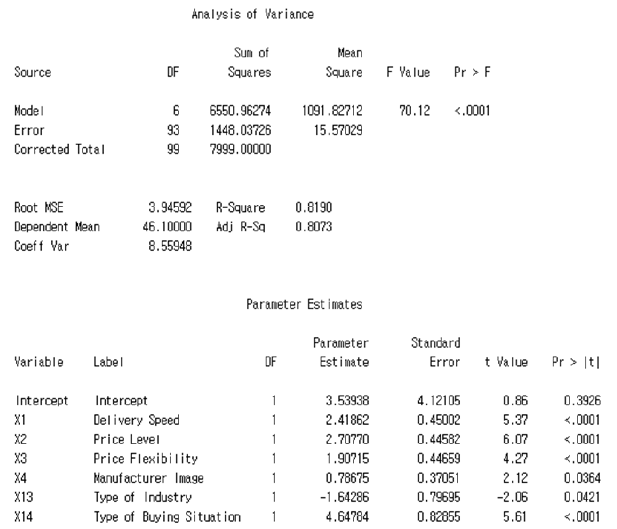 Analysis of Variance
Sum of Mean
Source DF Squares Square F Value Pr > F
Model 6 6550.96274 1091.82712 70.12 <.0001
Error 93 1448.03726 15.57029
Corrected Total 99 7999.00000
Root MSE 3.94592 R-Square 0.8190
Dependent Mean 46.10000 Adj R-Sq 0.8073
Coeff Var 8.55948
Parameter Estimates
Parameter Standard
Variable Label DF Estimate Error t Value Pr > |t|
Intercept Intercept 1 3.53938 4.12105 0.86 0.3926
X1 Delivery Speed 1 2.41862 0.45002 5.37 <.0001
X2 Price Level 1 2.70770 0.44582 6.07 <.0001
X3 Price Flexibility 1 1.90715 0.44659 4.27 <.0001
X4 Manufacturer Image 1 0.78675 0.37051 2.12 0.0364
X13 Type of Industry 1 -1.64286 0.79695 -2.06 0.0421
X14 Type of Buying Situation 1 4.64784 0.82855 5.61 <.0001